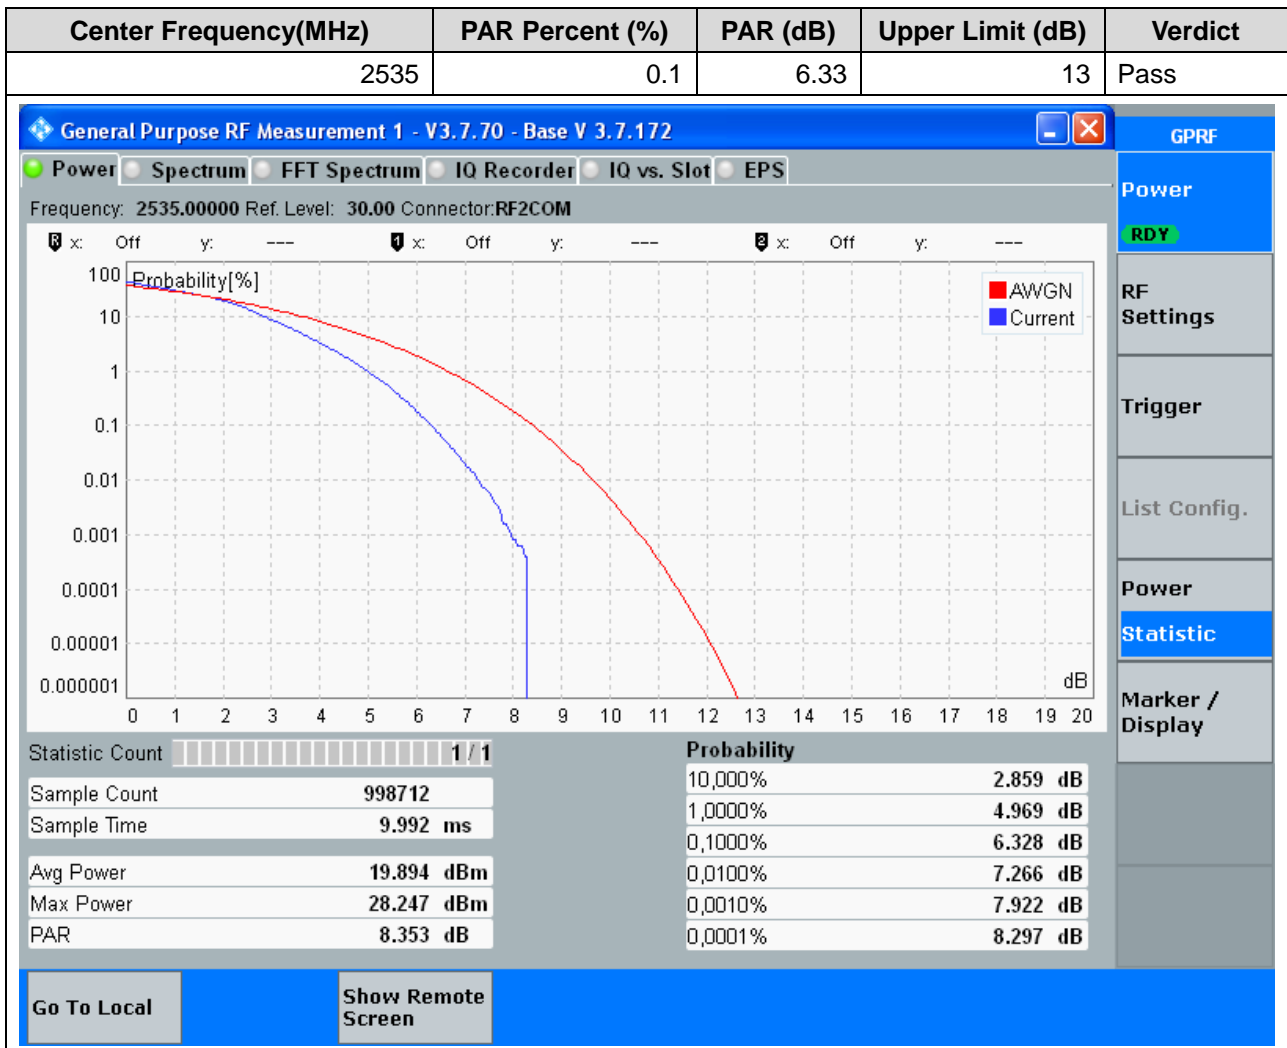 Center Frequency(MHz) PAR Percent (%) PAR (dB) Upper Limit (dB) Verdict
2535 0.1 6.33 13 Pass
General Purpose RF Measurement 1 - V3.7.70 - Base V 3.7.172
GPRF
Power Spectrum FFT Spectrum IQ Recorder IQ vs. Slot EPS
Power
RDY
Frequency: 2535.00000 Ref. Level: 30.00 Connector:RF2COM
R x: Off y: --- 1 x: Off y: --- 2 x: Off y: ---
Probability[%]
100
10
1
0.1
0.01
0.001
0.0001
0.00001
0.000001
AWGN
Current
dB
0 1 2 3 4 5 6 7 8 9 10 11 12 13 14 15 16 17 18 19 20
RF
Settings
Trigger
List Config.
Power
Statistic
Marker /
Display
Statistic Count 1 / 1
Sample Count 998712
Sample Time 9.992 ms
Avg Power 19.894 dBm
Max Power 28.247 dBm
PAR 8.353 dB
Probability
10,000% 2.859 dB
1,0000% 4.969 dB
0,1000% 6.328 dB
0,0100% 7.266 dB
0,0010% 7.922 dB
0,0001% 8.297 dB
Go To Local
Show Remote
Screen